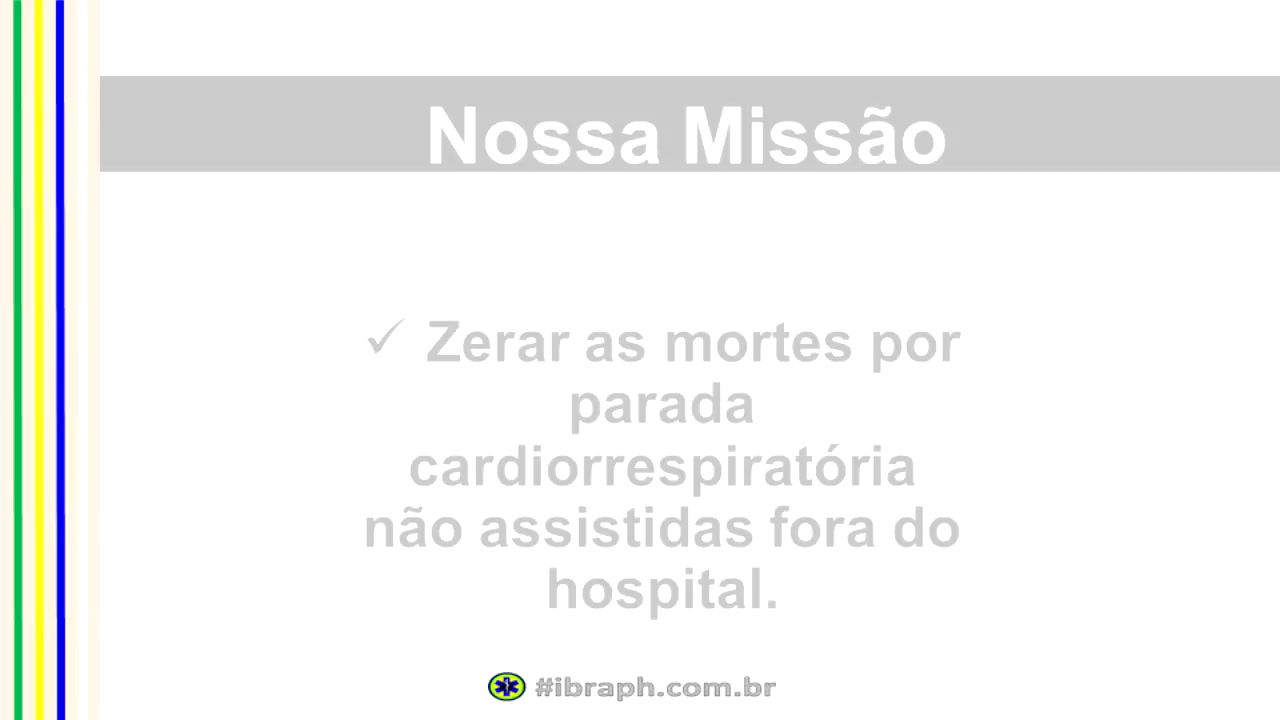 Nossa Missão
✓ Zerar as mortes por
parada
cardiorrespiratória
não assistidas fora do
hospital.
#ibraph.com.br